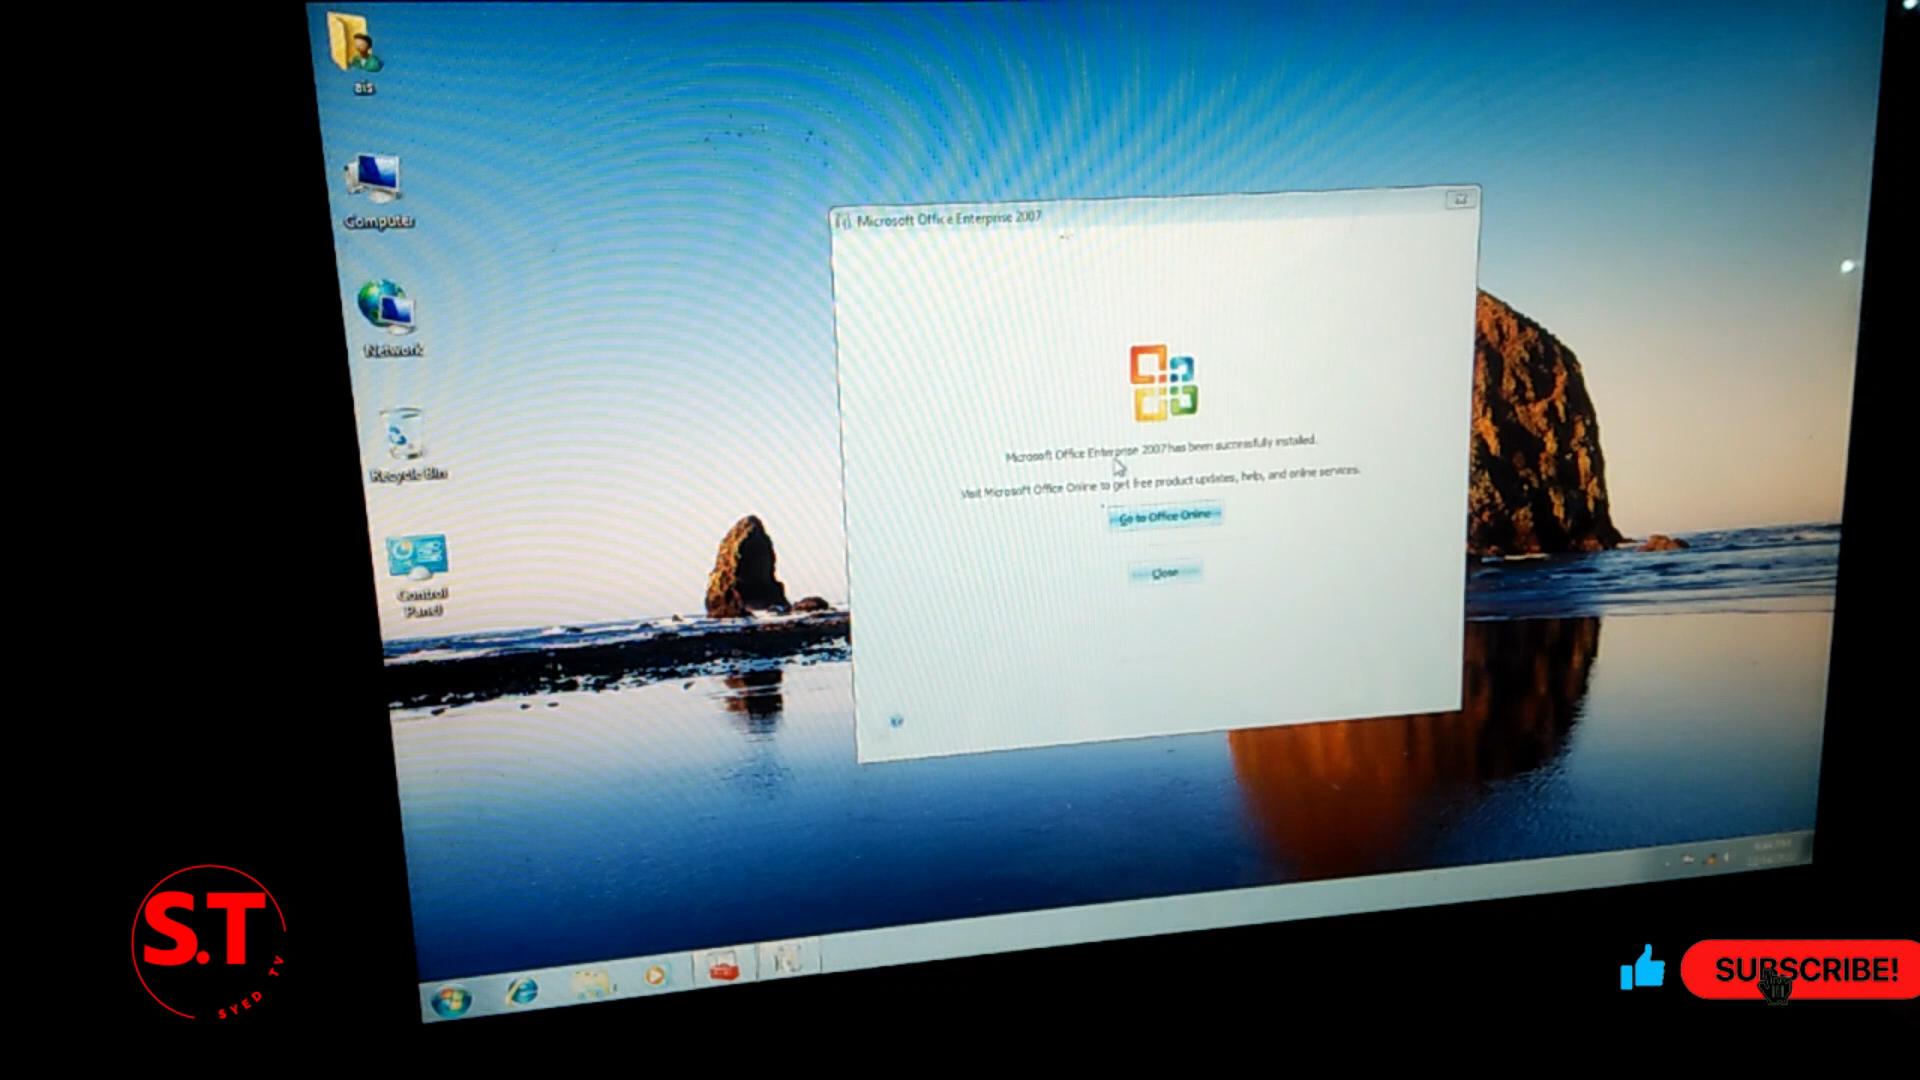 ais
Computer
Network
Recycle Bin
Control
Panel
Microsoft Office Enterprise 2007
Microsoft Office Enterprise 2007 has been successfully installed.
Visit Microsoft Office Online to get free product updates, help, and online services.
Go to Office Online
Close
S.T
SYED TV
SUBSCRIBE!